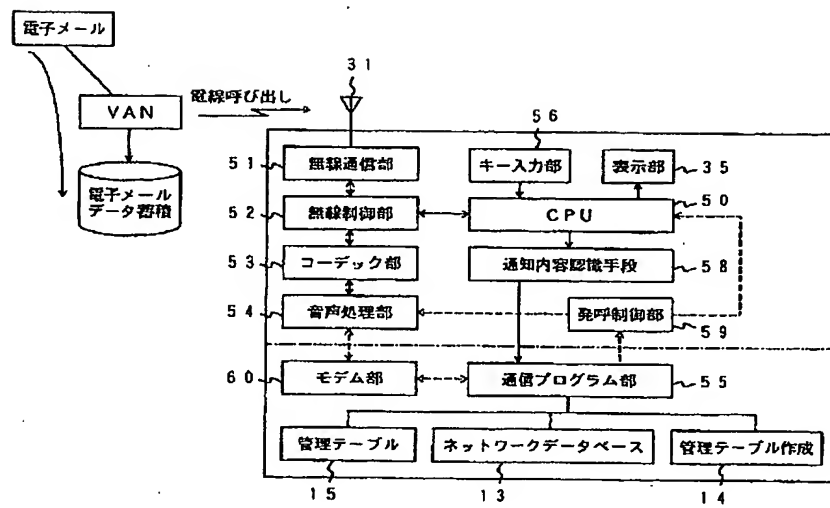 電子メール
VAN
電線呼び出し
電子メール
データ蓄積
31
56
51
無線通信部
キー入力部
表示部
35
52
無線制御部
CPU
50
53
コーデック部
通知内容認識手段
58
54
音声処理部
発呼制御部
59
60
モデム部
通信プログラム部
55
管理テーブル
ネットワークデータベース
管理テーブル作成
15
13
14